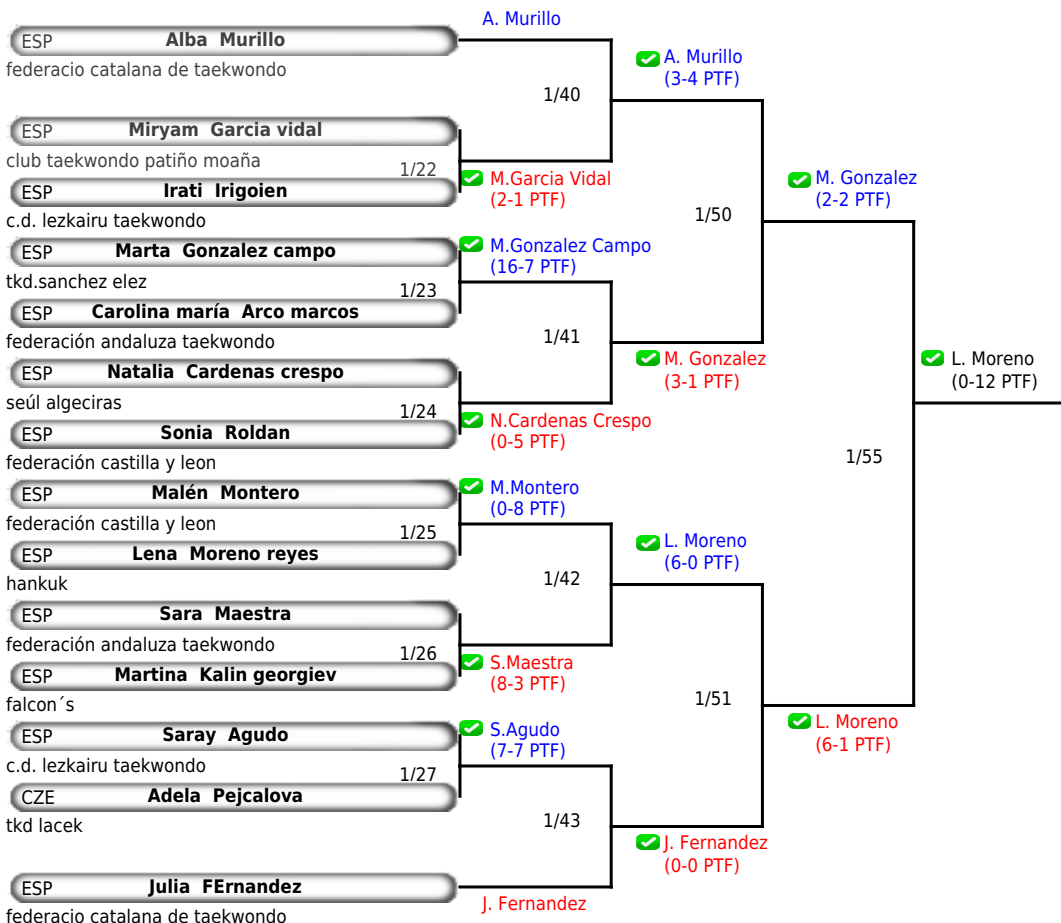 A. Murillo
ESP Alba Murillo
federacio catalana de taekwondo
A. Murillo
(3-4 PTF)
1/40
ESP Miryam Garcia vidal
club taekwondo patiño moaña
1/22
M.Garcia Vidal
(2-1 PTF)
ESP Irati Irigoien
c.d. lezkairu taekwondo
M. Gonzalez
(2-2 PTF)
1/50
ESP Marta Gonzalez campo
tkd.sanchez elez
M.Gonzalez Campo
(16-7 PTF)
1/23
ESP Carolina maría Arco marcos
federación andaluza taekwondo
1/41
ESP Natalia Cardenas crespo
seúl algeciras
M. Gonzalez
(3-1 PTF)
L. Moreno
(0-12 PTF)
1/24
N.Cardenas Crespo
(0-5 PTF)
ESP Sonia Roldan
federación castilla y leon
1/55
ESP Malén Montero
federación castilla y leon
M.Montero
(0-8 PTF)
1/25
ESP Lena Moreno reyes
hankuk
L. Moreno
(6-0 PTF)
1/42
ESP Sara Maestra
federación andaluza taekwondo
1/26
S.Maestra
(8-3 PTF)
ESP Martina Kalin georgiev
falcon´s
1/51
L. Moreno
(6-1 PTF)
ESP Saray Agudo
c.d. lezkairu taekwondo
S.Agudo
(7-7 PTF)
1/27
CZE Adela Pejcalova
tkd lacek
1/43
J. Fernandez
(0-0 PTF)
ESP Julia FErnandez
federacio catalana de taekwondo
J. Fernandez